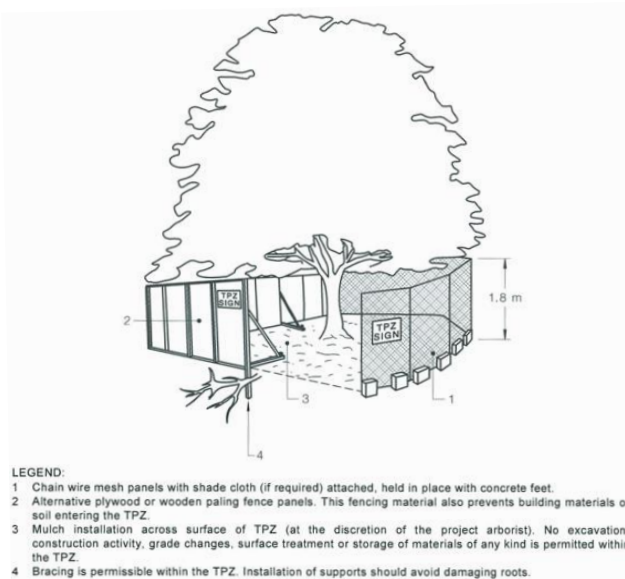 TPZ
SIGN
1.8 m
TPZ
SIGN
2
3
1
4
LEGEND:
1 Chain wire mesh panels with shade cloth (if required) attached, held in place with concrete feet.
2 Alternative plywood or wooden paling fence panels. This fencing material also prevents building materials o
soil entering the TPZ.
3 Mulch installation across surface of TPZ (at the discretion of the project arborist). No excavation
construction activity, grade changes, surface treatment or storage of materials of any kind is permitted within
the TPZ.
4 Bracing is permissible within the TPZ. Installation of supports should avoid damaging roots.